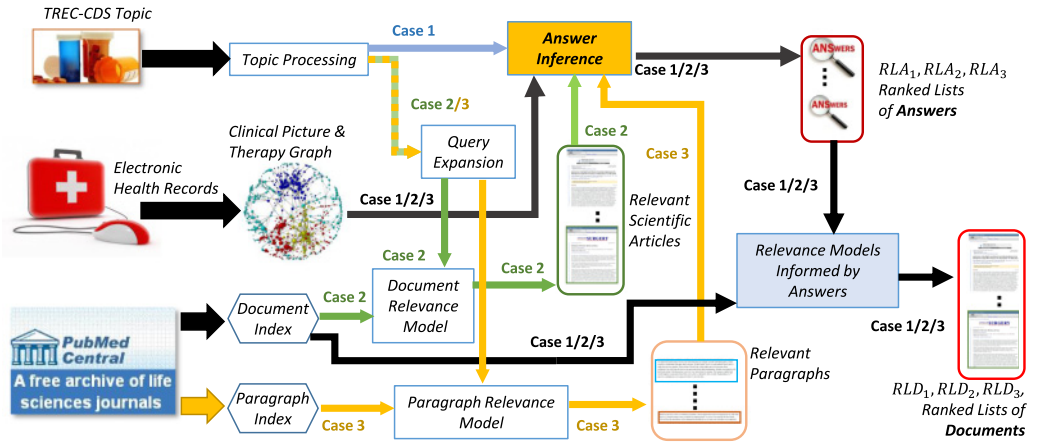 TREC-CDS Topic
Topic Processing
Case 1
Answer
Inference
Case 1/2/3
ANSWERS
ANSWERS
RLA₁, RLA₂, RLA₃
Ranked Lists
of Answers
Case 2/3
Query
Expansion
Case 2
Case 3
Clinical Picture &
Therapy Graph
Electronic
Health Records
Case 1/2/3
Relevant
Scientific
Articles
Case 1/2/3
Relevance Models
Informed by
Answers
Case 2
Case 2
Document
Relevance
Model
Case 2
Document
Index
Case 1/2/3
Case 1/2/3
PubMed
Central
A free archive of life
sciences journals
Relevant
Paragraphs
Paragraph
Index
Case 3
Paragraph Relevance
Model
Case 3
RLD₁, RLD₂, RLD₃,
Ranked Lists of
Documents